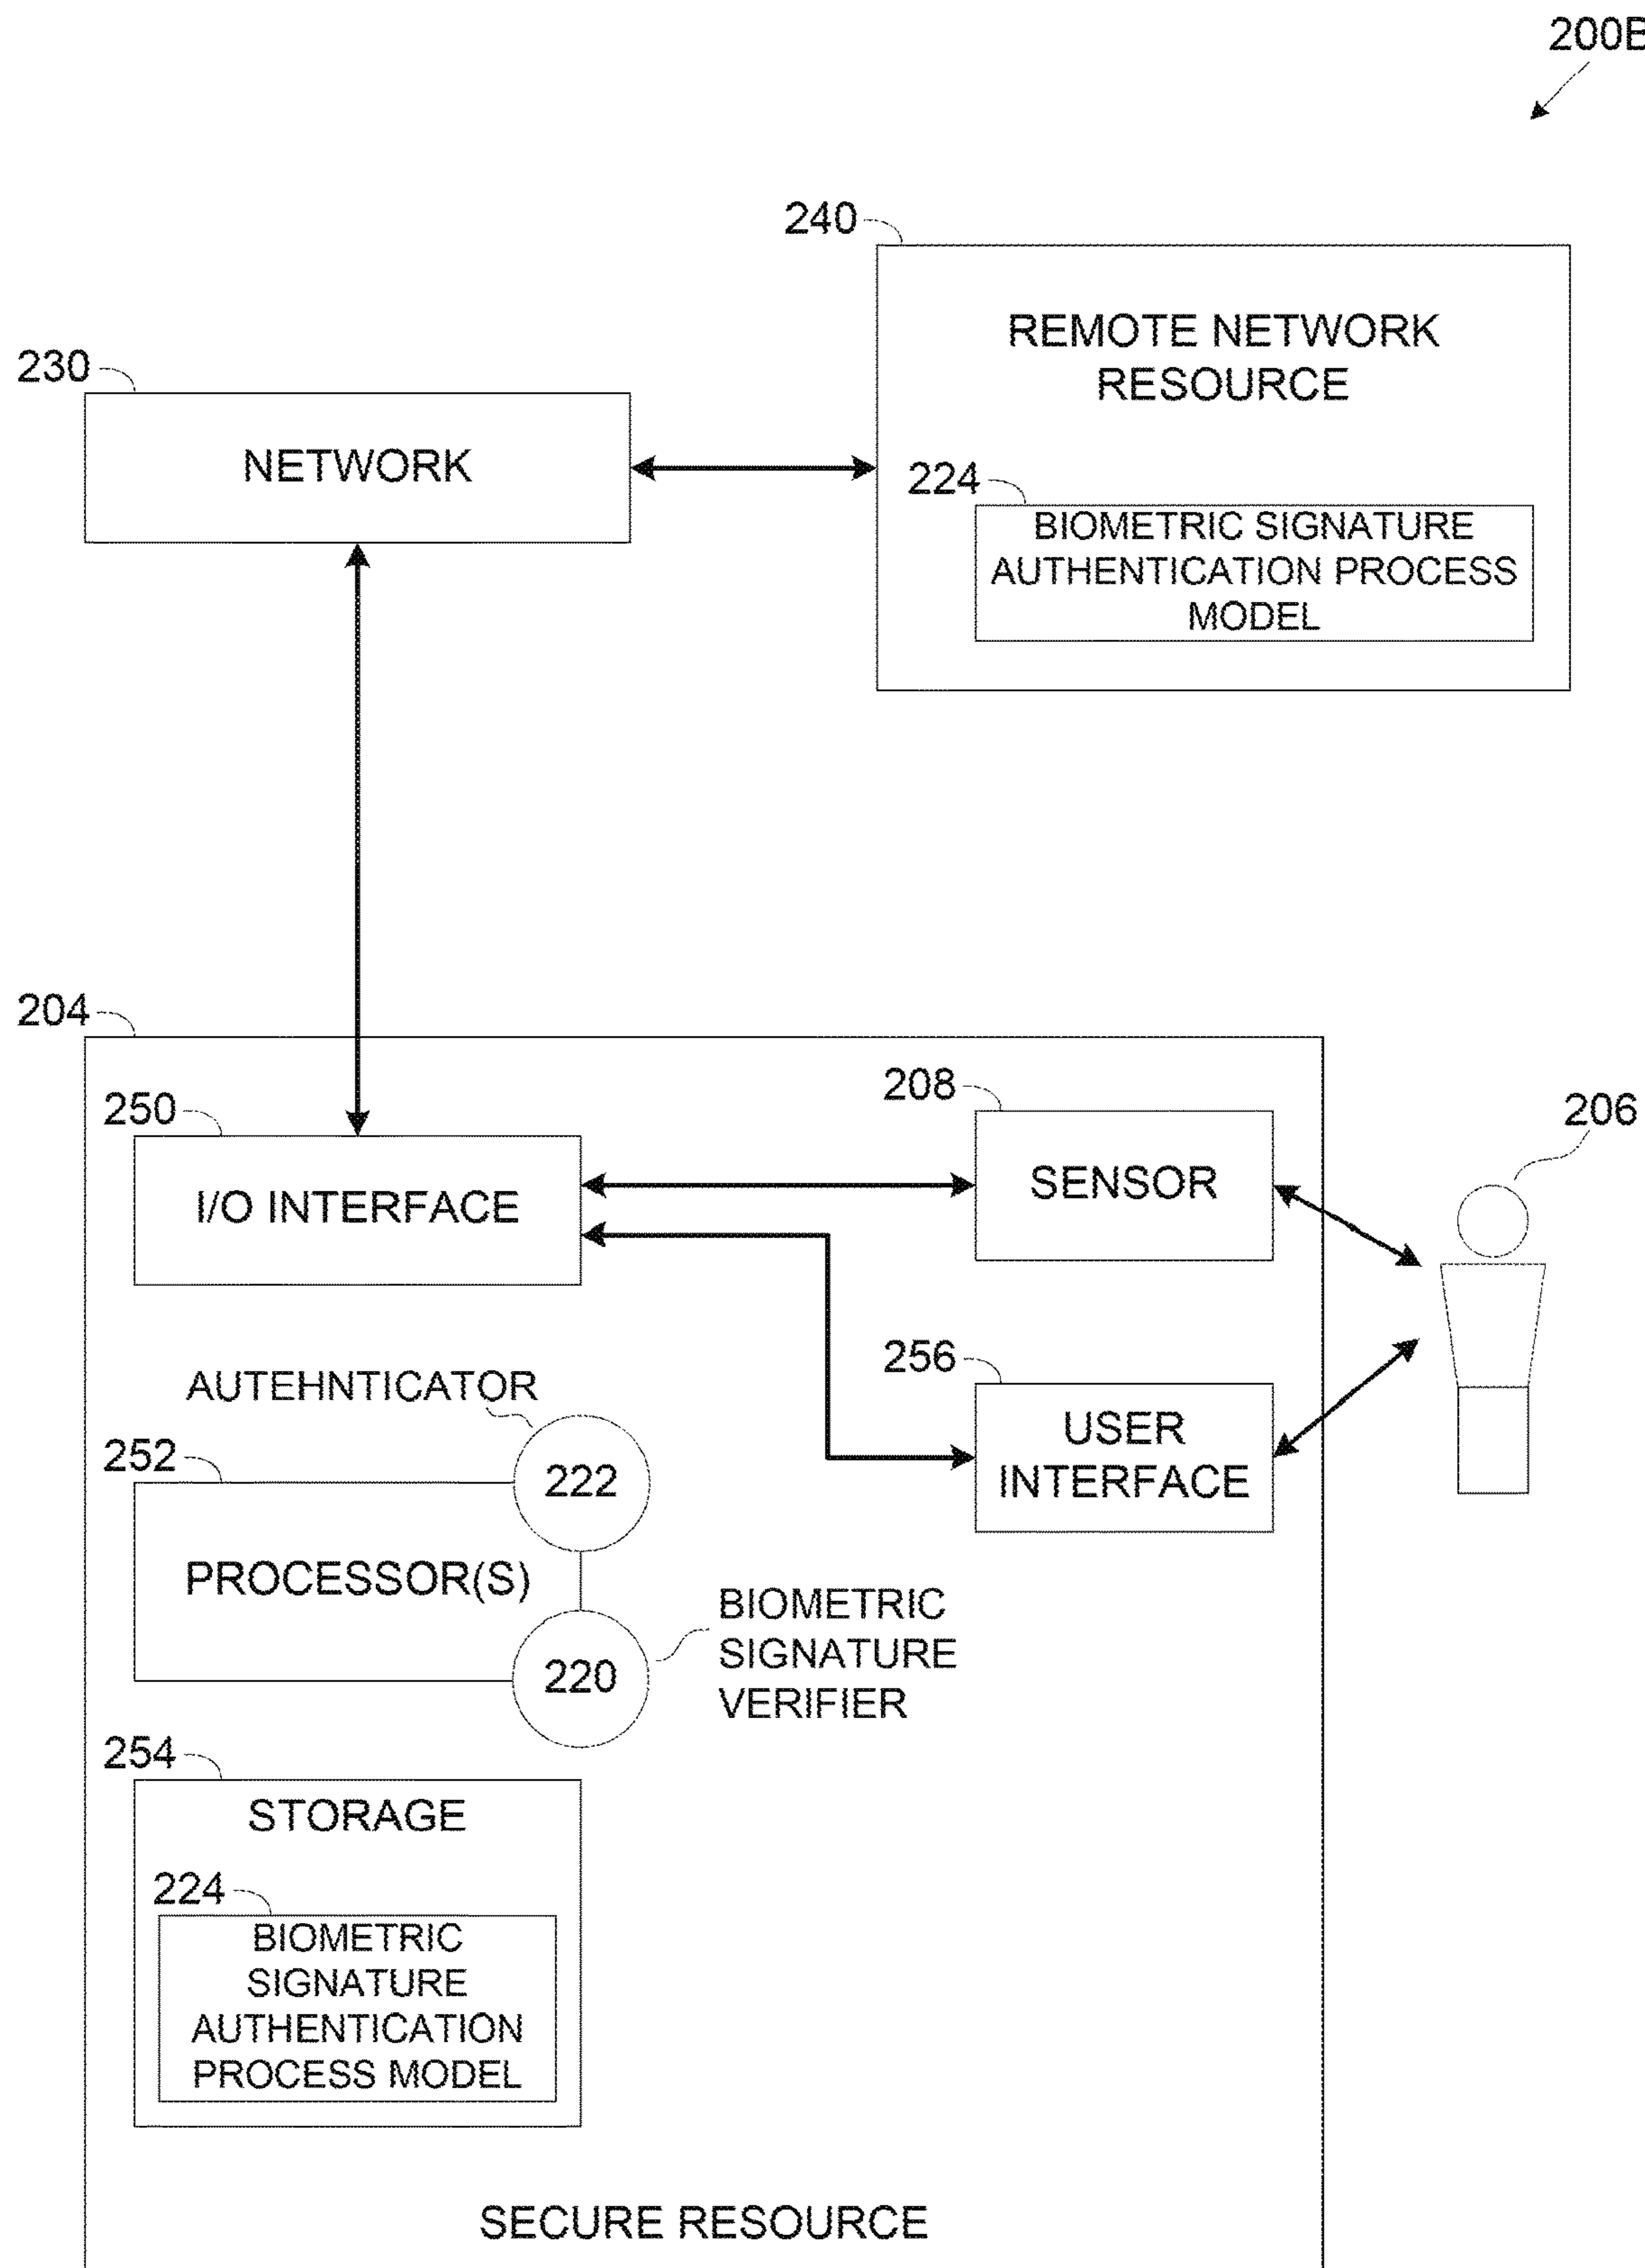 200B
240
REMOTE NETWORK
RESOURCE
230
NETWORK
224
BIOMETRIC SIGNATURE
AUTHENTICATION PROCESS
MODEL
204
250
I/O INTERFACE
208
SENSOR
206
256
USER
INTERFACE
AUTEHNTICATOR
252
222
PROCESSOR(S)
220
BIOMETRIC
SIGNATURE
VERIFIER
254
STORAGE
224
BIOMETRIC
SIGNATURE
AUTHENTICATION
PROCESS MODEL
SECURE RESOURCE